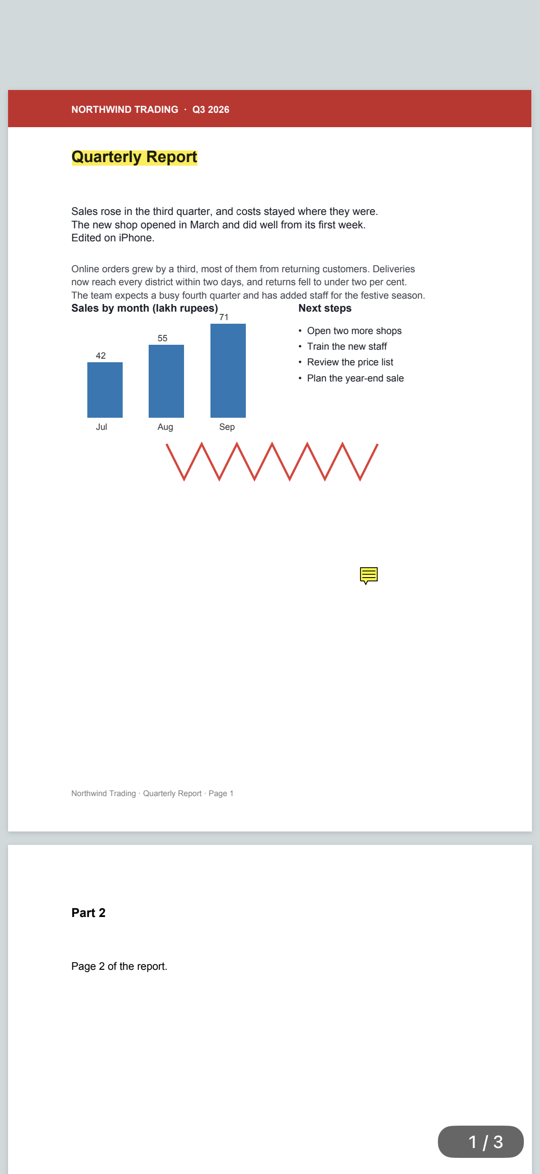 NORTHWIND TRADING · Q3 2026
Quarterly Report
Sales rose in the third quarter, and costs stayed where they were.
The new shop opened in March and did well from its first week.
Edited on iPhone.
Online orders grew by a third, most of them from returning customers. Deliveries
now reach every district within two days, and returns fell to under two per cent.
The team expects a busy fourth quarter and has added staff for the festive season.
Sales by month (lakh rupees)
42
55
71
Jul
Aug
Sep
Next steps
• Open two more shops
• Train the new staff
• Review the price list
• Plan the year-end sale
Northwind Trading · Quarterly Report · Page 1
Part 2
Page 2 of the report.
1 / 3